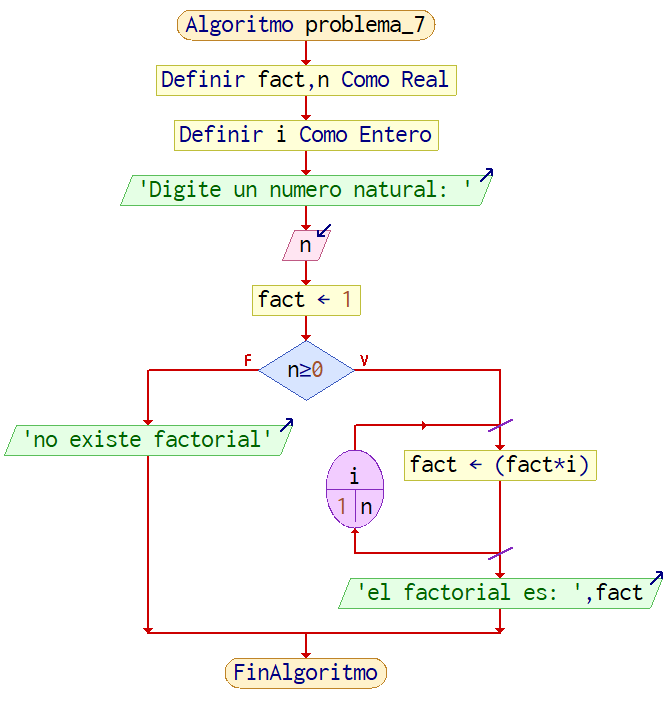 Algoritmo problema_7
Definir fact,n Como Real
Definir i Como Entero
'Digite un numero natural: '
n
fact ← 1
F
n≥0
V
'no existe factorial'
i
1 n
fact ← (fact*i)
'el factorial es: ',fact
FinAlgoritmo